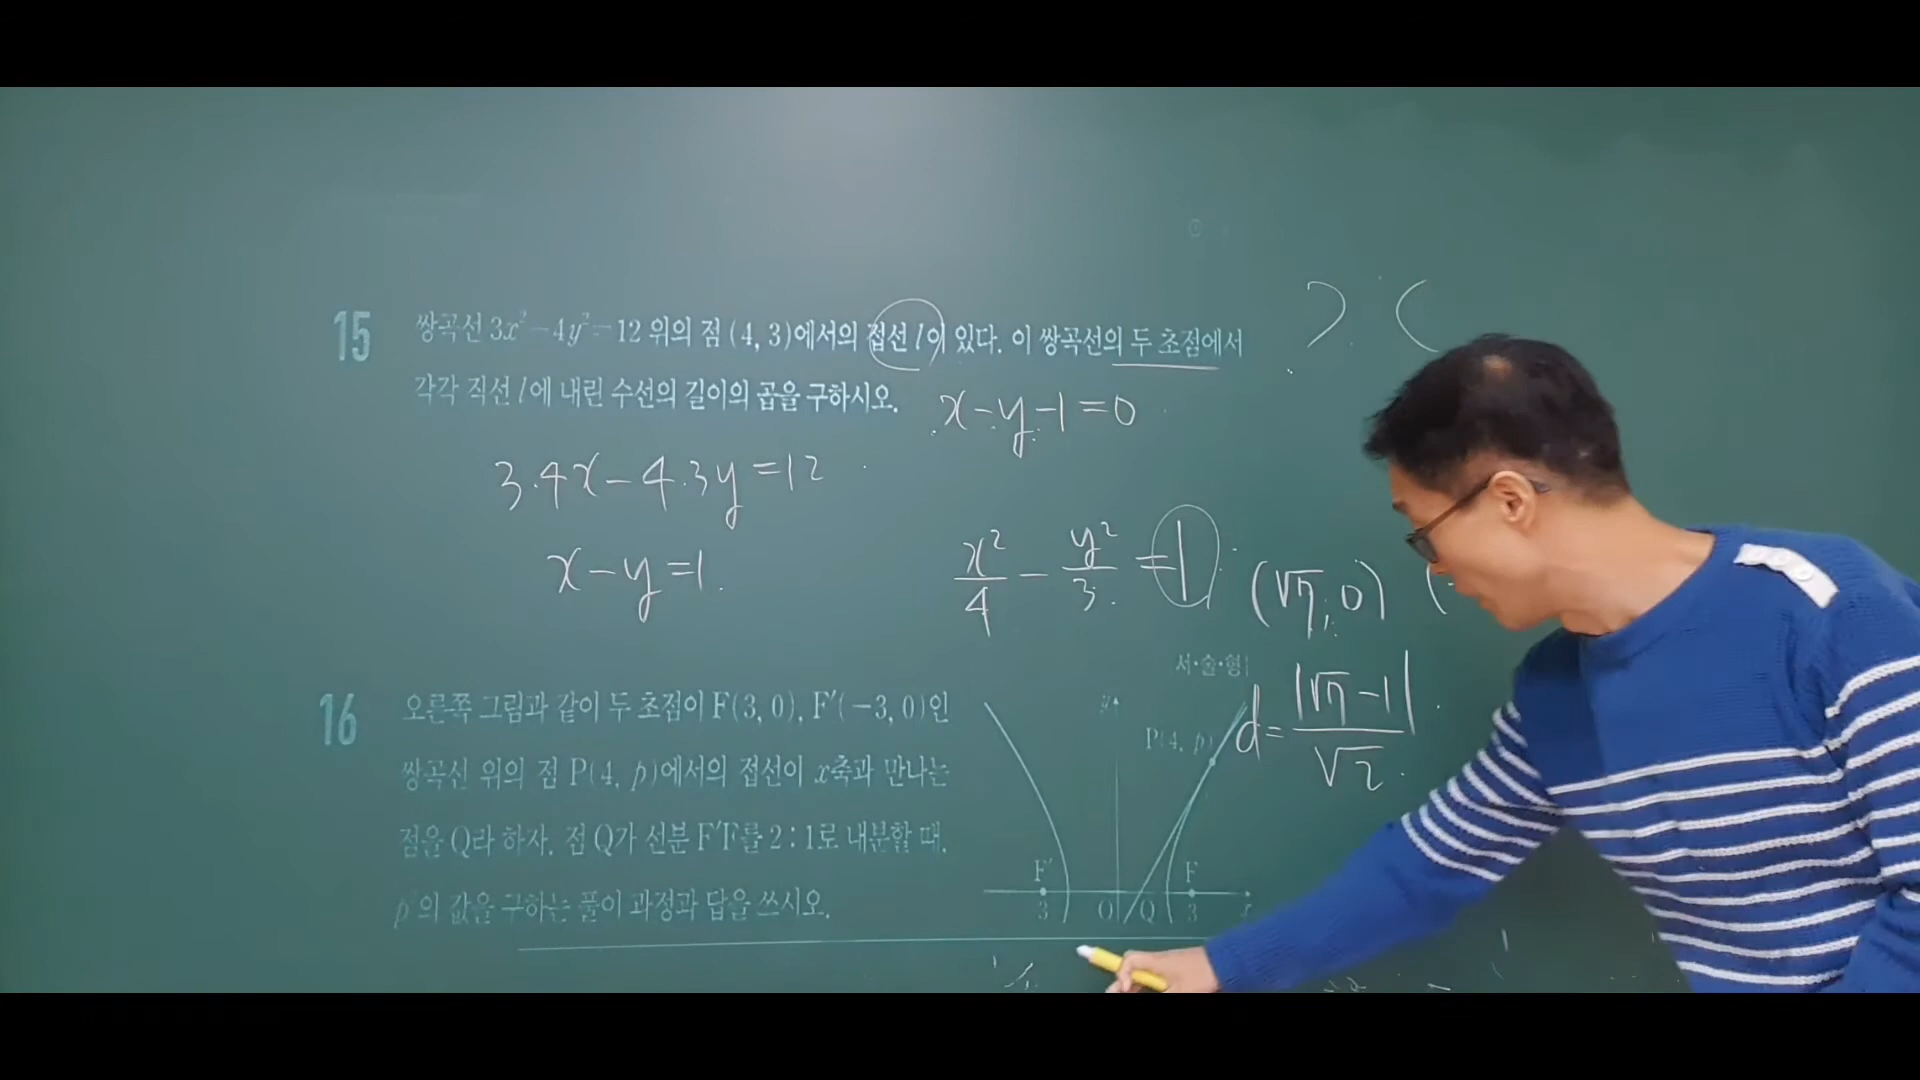 15 쌍곡선 3x²-4y²=12 위의 점 (4, 3)에서의 접선 l이 있다. 이 쌍곡선의 두 초점에서
각각 직선 l에 내린 수선의 길이의 곱을 구하시오.
x-y-1=0
3·4x-4·3y=12
x-y=1
x²/4 - y²/3 = 1
(√7, 0)
서·술·형
d=|√7-1|/√2
16 오른쪽 그림과 같이 두 초점이 F(3, 0), F′(-3, 0)인
쌍곡선 위의 점 P(4, p)에서의 접선이 x축과 만나는
점을 Q라 하자. 점 Q가 선분 F′F를 2 : 1로 내분할 때,
p²의 값을 구하는 풀이 과정과 답을 쓰시오.
y
P(4, p)
F′ F
3 O Q 3 x